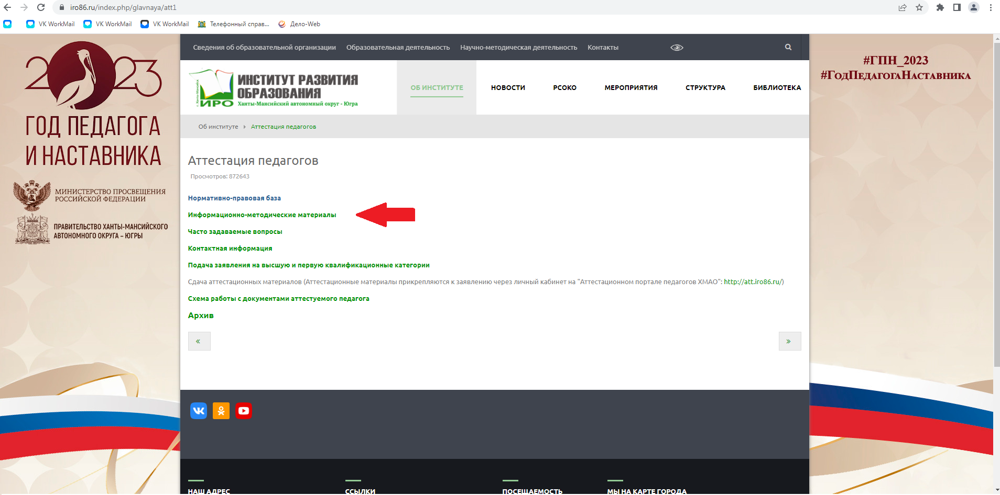 iro86.ru/index.php/glavnaya/att1
VK WorkMail
VK WorkMail
VK WorkMail
Телефонный справ...
Дело-Web
2023
ГОД ПЕДАГОГА
И НАСТАВНИКА
МИНИСТЕРСТВО ПРОСВЕЩЕНИЯ
РОССИЙСКОЙ ФЕДЕРАЦИИ
ПРАВИТЕЛЬСТВО ХАНТЫ-МАНСИЙСКОГО
АВТОНОМНОГО ОКРУГА – ЮГРЫ
Сведения об образовательной организации
Образовательная деятельность
Научно-методическая деятельность
Контакты
г.Ханты-Мансийск
ИРО
ИНСТИТУТ РАЗВИТИЯ
ОБРАЗОВАНИЯ
Ханты-Мансийский автономный округ - Югра
ОБ ИНСТИТУТЕ
НОВОСТИ
РСОКО
МЕРОПРИЯТИЯ
СТРУКТУРА
БИБЛИОТЕКА
Об институте
Аттестация педагогов
Аттестация педагогов
Просмотров: 872643
Нормативно-правовая база
Информационно-методические материалы
Часто задаваемые вопросы
Контактная информация
Подача заявления на высшую и первую квалификационные категории
Сдача аттестационных материалов (Аттестационные материалы прикрепляются к заявлению через личный кабинет на "Аттестационном портале педагогов ХМАО": http://att.iro86.ru/)
Схема работы с документами аттестуемого педагога
Архив
«
»
НАШ АДРЕС
ССЫЛКИ
ПОСЕЩАЕМОСТЬ
МЫ НА КАРТЕ ГОРОДА
#ГПН_2023
#ГодПедагогаНаставника